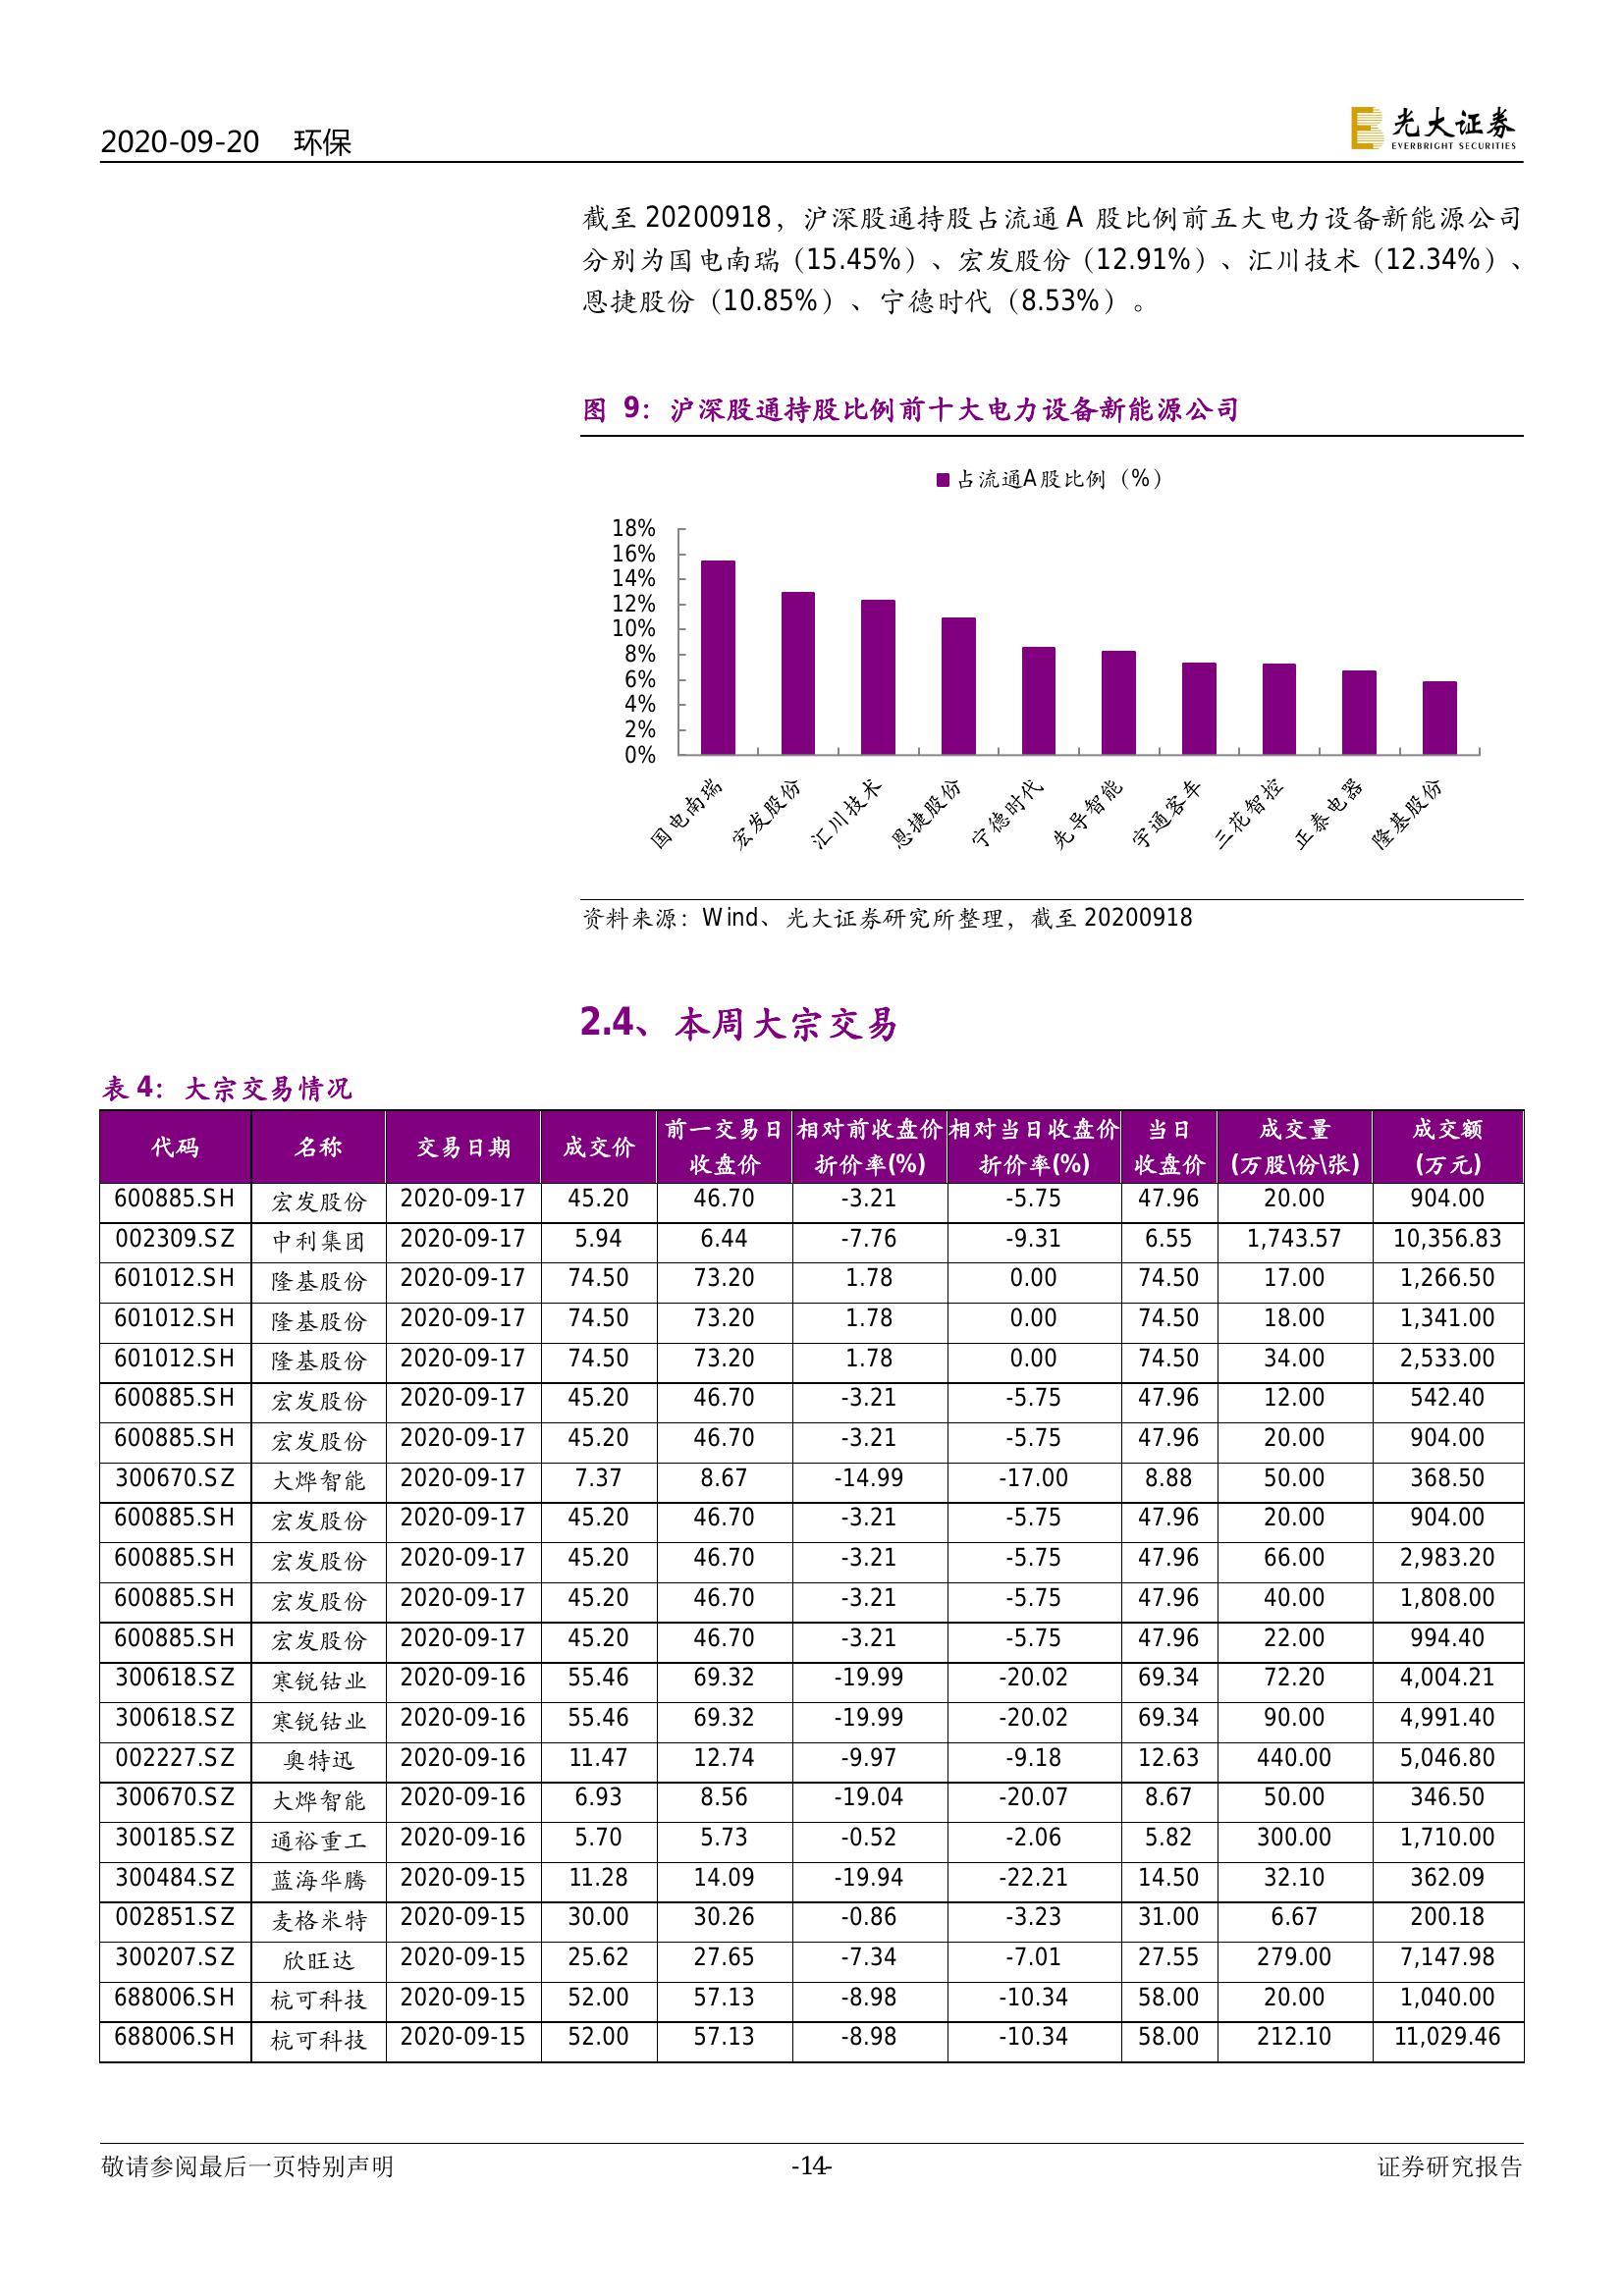 2020-09-20 环保
光大证券
EVERBRIGHT SECURITIES
截至 20200918，沪深股通持股占流通 A 股比例前五大电力设备新能源公司
分别为国电南瑞（15.45%）、宏发股份（12.91%）、汇川技术（12.34%）、
恩捷股份（10.85%）、宁德时代（8.53%）。
图 9：沪深股通持股比例前十大电力设备新能源公司
占流通A股比例（%）
18%
16%
14%
12%
10%
8%
6%
4%
2%
0%
国电南瑞 宏发股份 汇川技术 恩捷股份 宁德时代 先导智能 宇通客车 三花智控 正泰电器 隆基股份
资料来源：Wind、光大证券研究所整理，截至 20200918
2.4、本周大宗交易
表 4：大宗交易情况
代码 名称 交易日期 成交价 前一交易日收盘价 相对前收盘价折价率(%) 相对当日收盘价折价率(%) 当日收盘价 成交量(万股\份\张) 成交额(万元)
600885.SH 宏发股份 2020-09-17 45.20 46.70 -3.21 -5.75 47.96 20.00 904.00
002309.SZ 中利集团 2020-09-17 5.94 6.44 -7.76 -9.31 6.55 1,743.57 10,356.83
601012.SH 隆基股份 2020-09-17 74.50 73.20 1.78 0.00 74.50 17.00 1,266.50
601012.SH 隆基股份 2020-09-17 74.50 73.20 1.78 0.00 74.50 18.00 1,341.00
601012.SH 隆基股份 2020-09-17 74.50 73.20 1.78 0.00 74.50 34.00 2,533.00
600885.SH 宏发股份 2020-09-17 45.20 46.70 -3.21 -5.75 47.96 12.00 542.40
600885.SH 宏发股份 2020-09-17 45.20 46.70 -3.21 -5.75 47.96 20.00 904.00
300670.SZ 大烨智能 2020-09-17 7.37 8.67 -14.99 -17.00 8.88 50.00 368.50
600885.SH 宏发股份 2020-09-17 45.20 46.70 -3.21 -5.75 47.96 20.00 904.00
600885.SH 宏发股份 2020-09-17 45.20 46.70 -3.21 -5.75 47.96 66.00 2,983.20
600885.SH 宏发股份 2020-09-17 45.20 46.70 -3.21 -5.75 47.96 40.00 1,808.00
600885.SH 宏发股份 2020-09-17 45.20 46.70 -3.21 -5.75 47.96 22.00 994.40
300618.SZ 寒锐钴业 2020-09-16 55.46 69.32 -19.99 -20.02 69.34 72.20 4,004.21
300618.SZ 寒锐钴业 2020-09-16 55.46 69.32 -19.99 -20.02 69.34 90.00 4,991.40
002227.SZ 奥特迅 2020-09-16 11.47 12.74 -9.97 -9.18 12.63 440.00 5,046.80
300670.SZ 大烨智能 2020-09-16 6.93 8.56 -19.04 -20.07 8.67 50.00 346.50
300185.SZ 通裕重工 2020-09-16 5.70 5.73 -0.52 -2.06 5.82 300.00 1,710.00
300484.SZ 蓝海华腾 2020-09-15 11.28 14.09 -19.94 -22.21 14.50 32.10 362.09
002851.SZ 麦格米特 2020-09-15 30.00 30.26 -0.86 -3.23 31.00 6.67 200.18
300207.SZ 欣旺达 2020-09-15 25.62 27.65 -7.34 -7.01 27.55 279.00 7,147.98
688006.SH 杭可科技 2020-09-15 52.00 57.13 -8.98 -10.34 58.00 20.00 1,040.00
688006.SH 杭可科技 2020-09-15 52.00 57.13 -8.98 -10.34 58.00 212.10 11,029.46
敬请参阅最后一页特别声明
-14-
证券研究报告